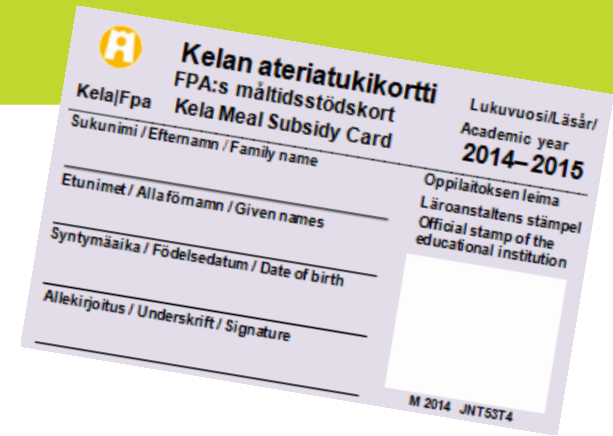 Kelan ateriatukikortti
FPA:s måltidsstödskort
Kela|Fpa Kela Meal Subsidy Card
Lukuvuosi/Läsår/
Academic year
2014–2015
Sukunimi / Efternamn / Family name
Etunimet / Alla förnamn / Given names
Syntymäaika / Födelsedatum / Date of birth
Allekirjoitus / Underskrift / Signature
Oppilaitoksen leima
Läroanstaltens stämpel
Official stamp of the
educational institution
M 2014 JNT53T4